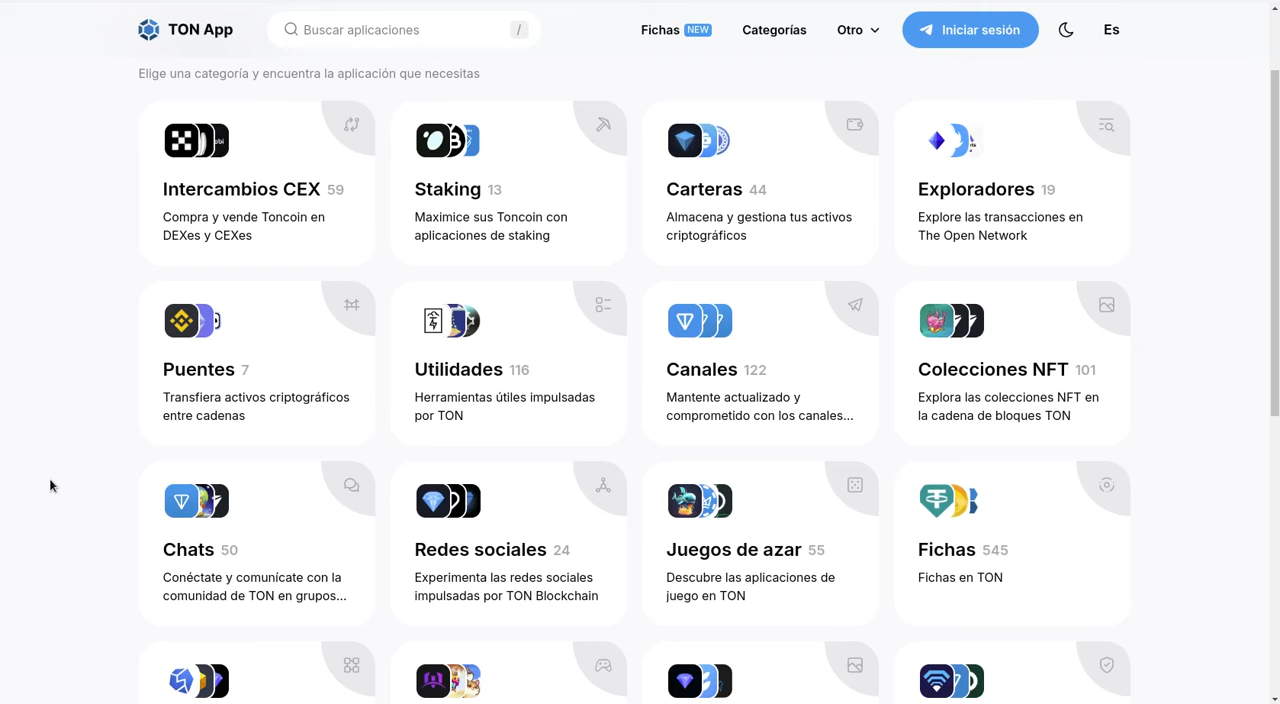 TON App
Buscar aplicaciones
/
Fichas NEW
Categorías
Otro
Iniciar sesión
Es
Elige una categoría y encuentra la aplicación que necesitas
Intercambios CEX 59
Compra y vende Toncoin en
DEXes y CEXes
Staking 13
Maximice sus Toncoin con
aplicaciones de staking
Carteras 44
Almacena y gestiona tus activos
criptográficos
Exploradores 19
Explore las transacciones en
The Open Network
Puentes 7
Transfiera activos criptográficos
entre cadenas
Utilidades 116
Herramientas útiles impulsadas
por TON
Canales 122
Mantente actualizado y
comprometido con los canales...
Colecciones NFT 101
Explora las colecciones NFT en
la cadena de bloques TON
Chats 50
Conéctate y comunícate con la
comunidad de TON en grupos...
Redes sociales 24
Experimenta las redes sociales
impulsadas por TON Blockchain
Juegos de azar 55
Descubre las aplicaciones de
juego en TON
Fichas 545
Fichas en TON